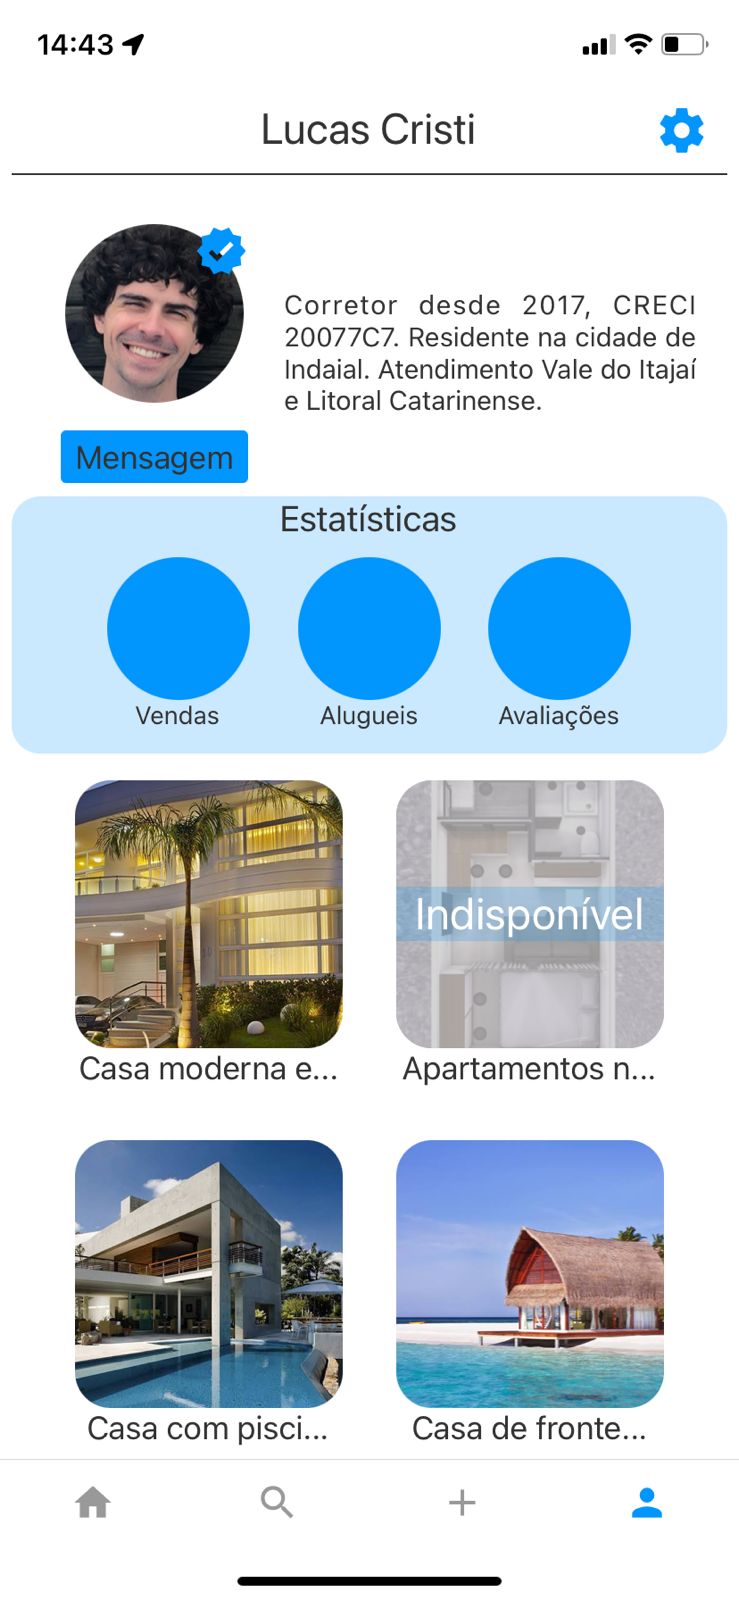 14:43
Lucas Cristi
Corretor desde 2017, CRECI
20077C7. Residente na cidade de
Indaial. Atendimento Vale do Itajaí
e Litoral Catarinense.
Mensagem
Estatísticas
Vendas
Alugueis
Avaliações
Indisponível
Casa moderna e...
Apartamentos n...
Casa com pisci...
Casa de fronte...